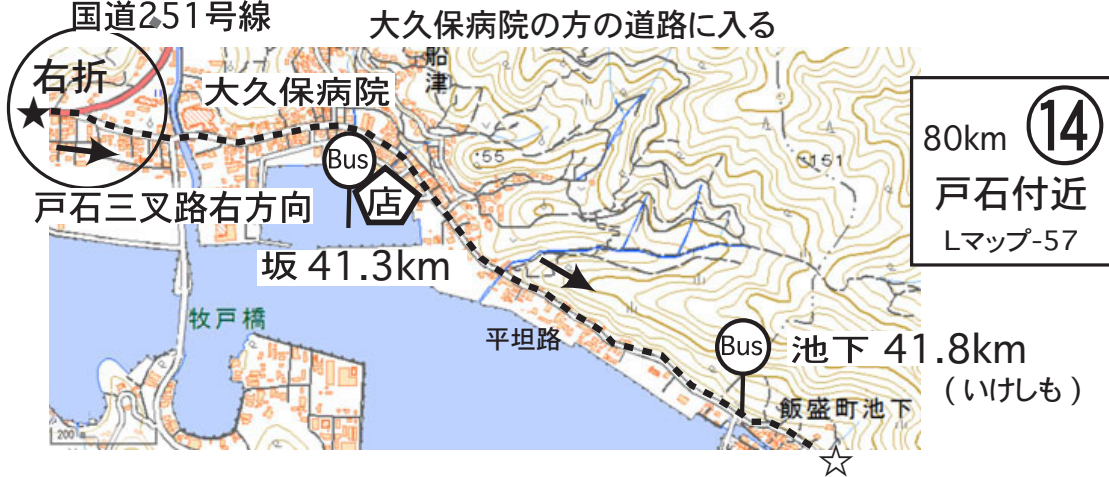 国道251号線
大久保病院の方の道路に入る
右折
大久保病院
船津
80km
⑭
戸石付近
Lマップ-57
Bus
店
・55
・151
戸石三叉路右方向
坂 41.3km
牧戸橋
平坦路
Bus
池下 41.8km
(いけしも)
飯盛町池下
200 m